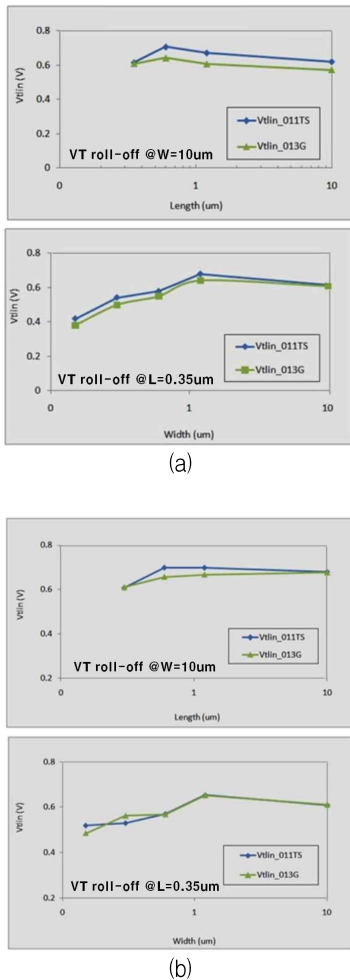 0.8
0.6
0.4
0.2
0
Vtlin (V)
Vtlin_011TS
Vtlin_013G
VT roll-off @W=10um
0 1 10
Length (um)
0.8
0.6
0.4
0.2
0
Vtlin (V)
Vtlin_011TS
Vtlin_013G
VT roll-off @L=0.35um
0 1 10
Width (um)
(a)
0.8
0.6
0.4
0.2
Vtlin (V)
Vtlin_011TS
Vtlin_013G
VT roll-off @W=10um
0 1 10
Length (um)
0.8
0.6
0.4
0.2
Vtlin (V)
Vtlin_011TS
Vtlin_013G
VT roll-off @L=0.35um
0 1 10
Width (um)
(b)